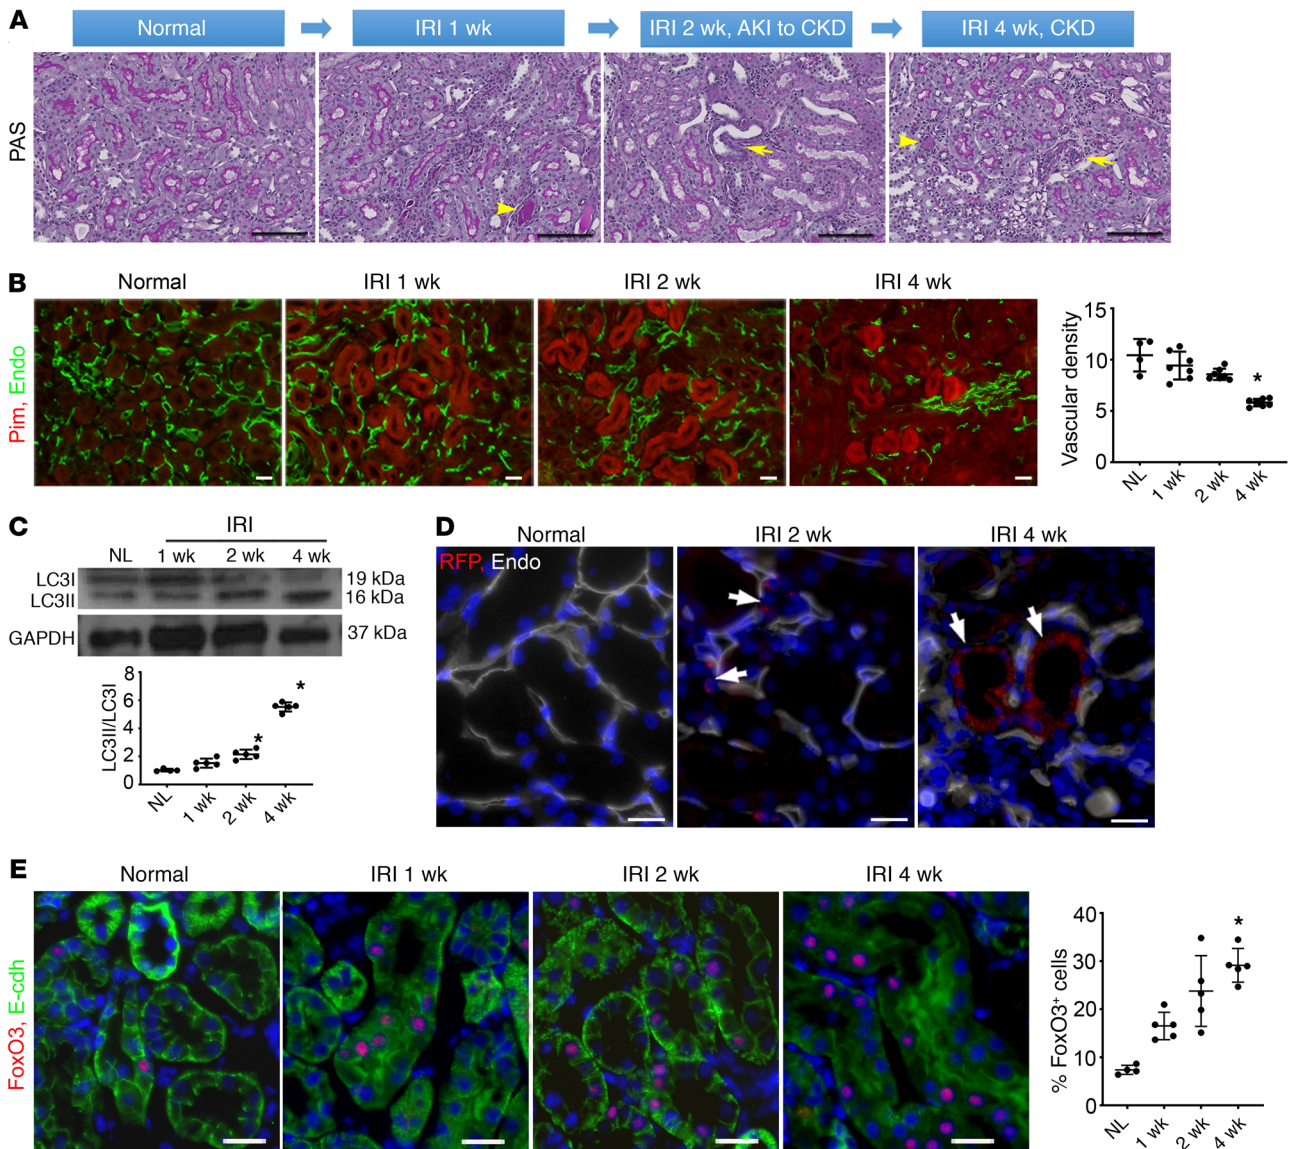 A
Normal
IRI 1 wk
IRI 2 wk, AKI to CKD
IRI 4 wk, CKD
PAS
B
Normal
IRI 1 wk
IRI 2 wk
IRI 4 wk
Pim, Endo
Vascular density
15
10
5
0
*
NL
1 wk
2 wk
4 wk
C
IRI
NL
1 wk
2 wk
4 wk
LC3I
19 kDa
LC3II
16 kDa
GAPDH
37 kDa
LC3II/LC3I
8
6
4
2
0
*
*
NL
1 wk
2 wk
4 wk
D
Normal
IRI 2 wk
IRI 4 wk
RFP, Endo
E
Normal
IRI 1 wk
IRI 2 wk
IRI 4 wk
FoxO3, E-cdh
% FoxO3⁺ cells
40
30
20
10
0
*
NL
1 wk
2 wk
4 wk